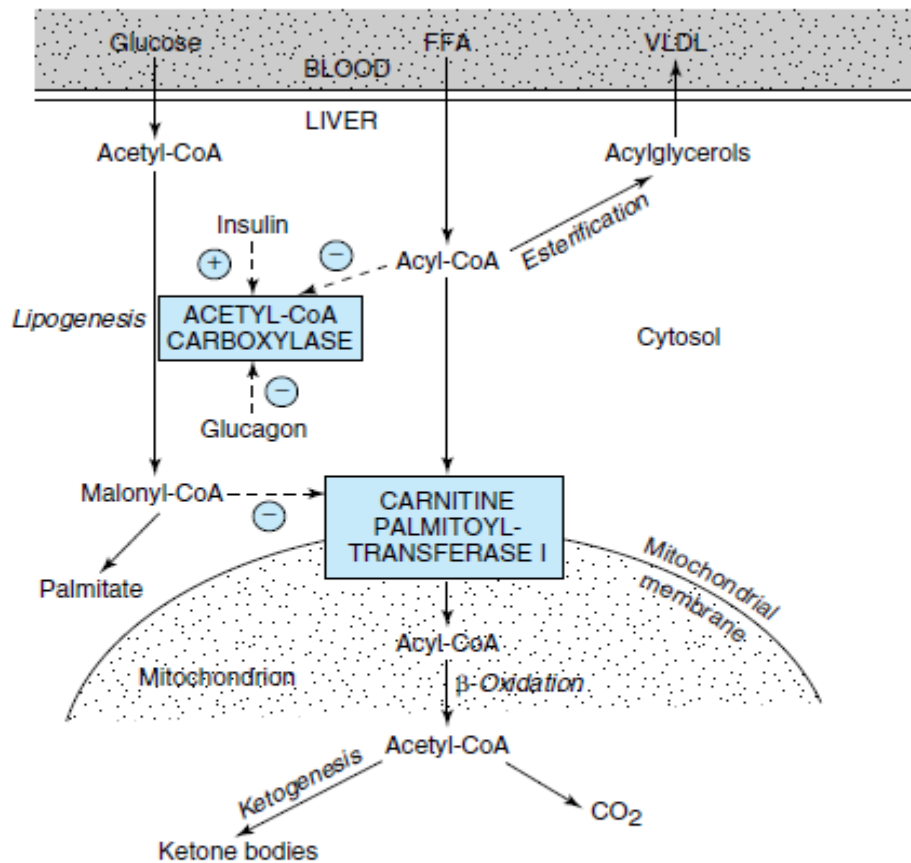 Glucose
FFA
VLDL
BLOOD
LIVER
Acetyl-CoA
Acylglycerols
Insulin
Esterification
+
−
Acyl-CoA
Lipogenesis
ACETYL-CoA
CARBOXYLASE
Cytosol
−
Glucagon
Malonyl-CoA
−
CARNITINE
PALMITOYL-
TRANSFERASE I
Mitochondrial
membrane
Palmitate
Acyl-CoA
Mitochondrion
β-Oxidation
Acetyl-CoA
Ketogenesis
CO2
Ketone bodies